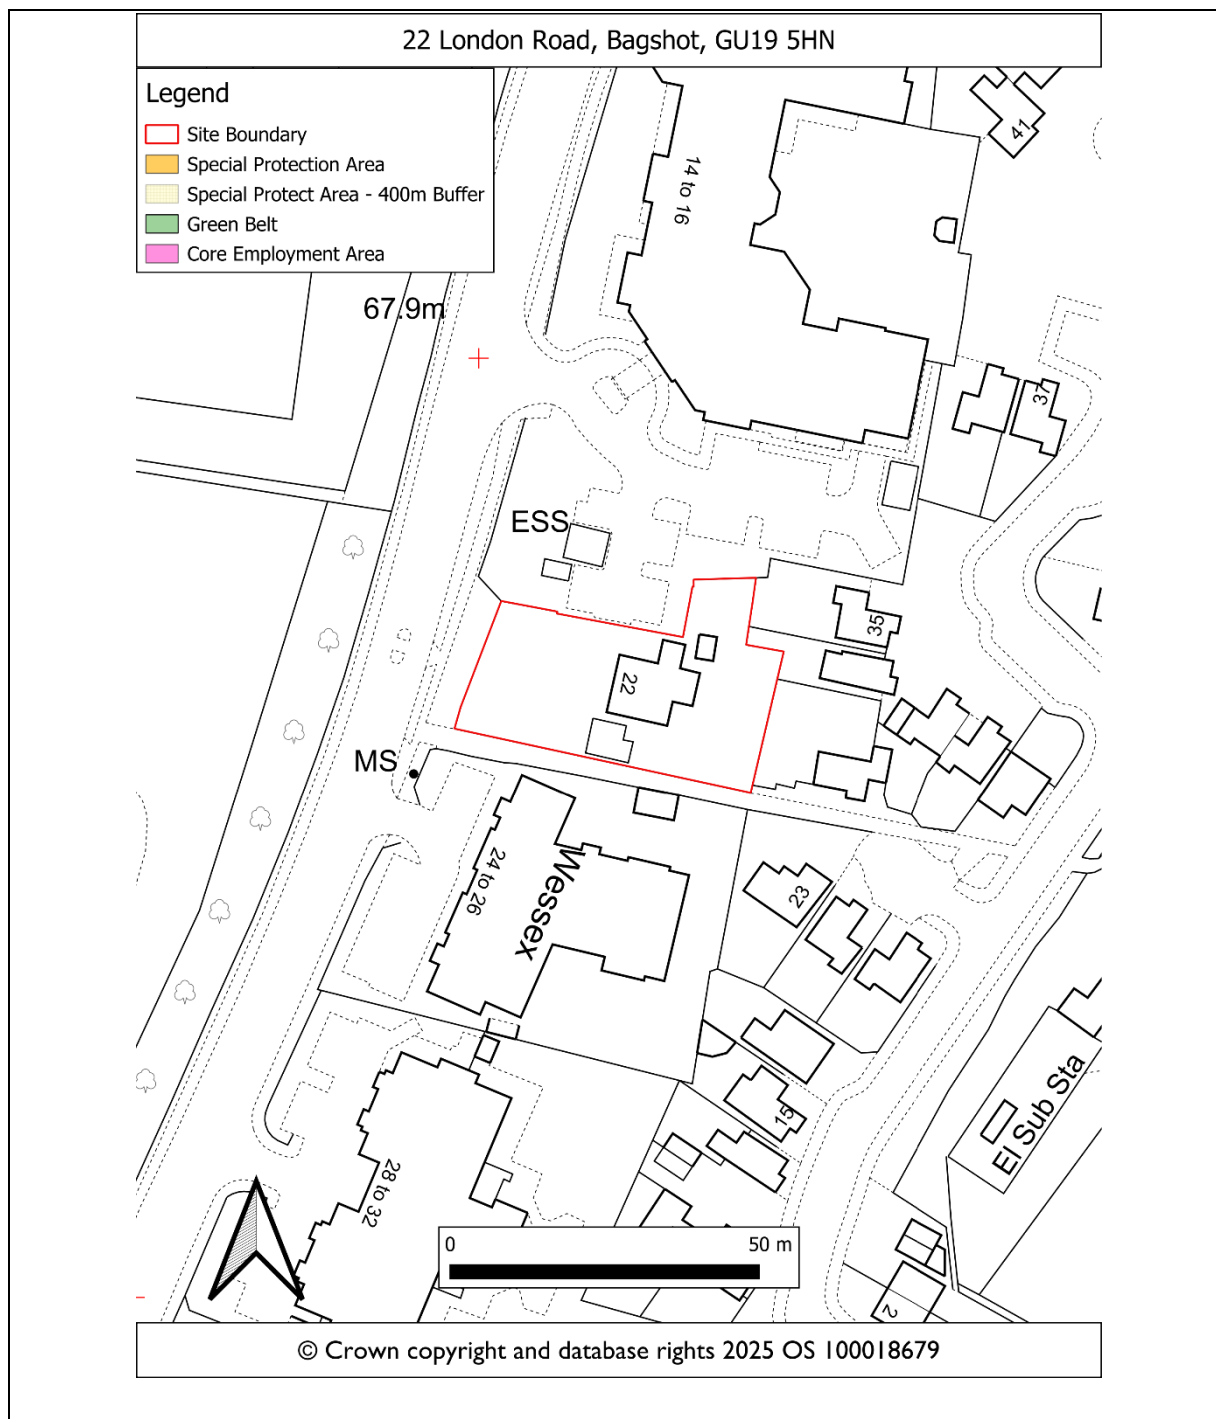 22 London Road, Bagshot, GU19 5HN
Legend
Site Boundary
Special Protection Area
Special Protect Area - 400m Buffer
Green Belt
Core Employment Area
41
14 to 16
67.9m
37
ESS
35
22
MS
24 to 26
Wessex
23
15
El Sub Sta
28 to 32
0 50 m
2
© Crown copyright and database rights 2025 OS 100018679